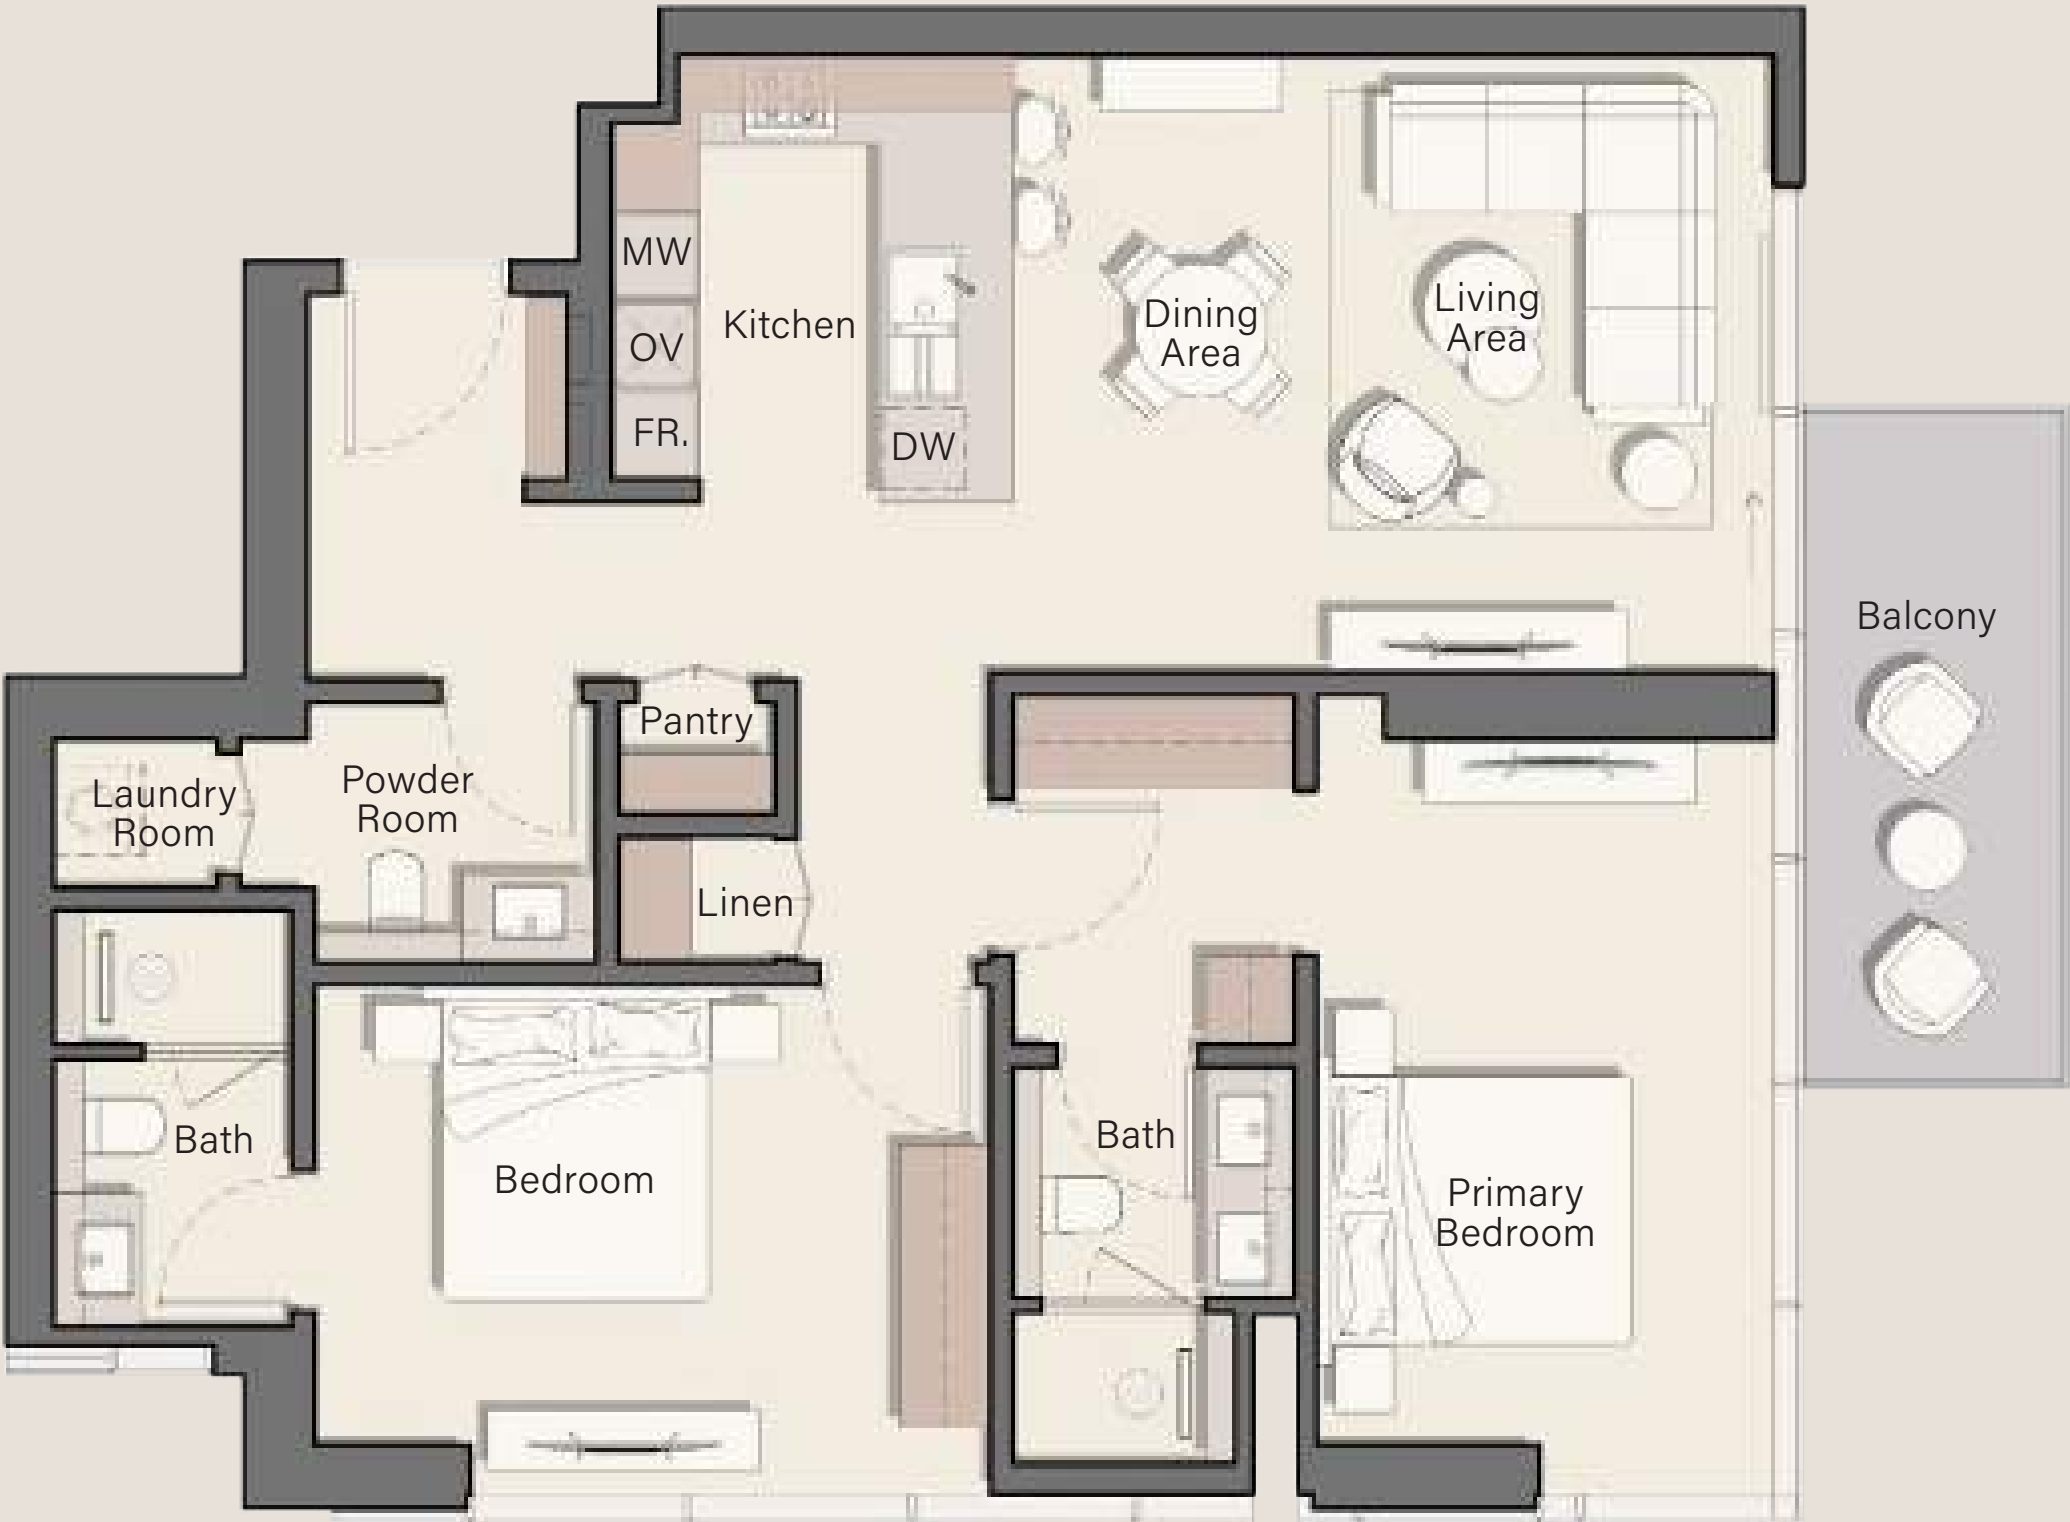 MW
OV
FR.
Kitchen
DW
Dining
Area
Living
Area
Balcony
Pantry
Laundry
Room
Powder
Room
Linen
Bath
Bedroom
Bath
Primary
Bedroom